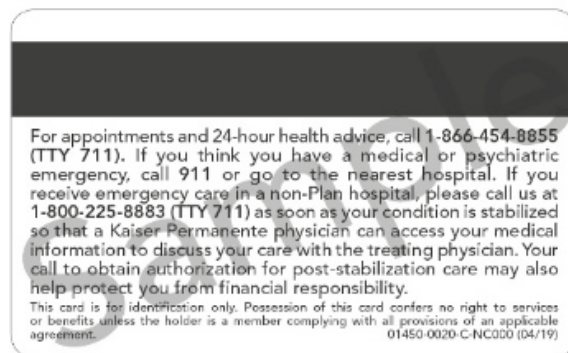 For appointments and 24-hour health advice, call 1-866-454-8855
(TTY 711). If you think you have a medical or psychiatric
emergency, call 911 or go to the nearest hospital. If you
receive emergency care in a non-Plan hospital, please call us at
1-800-225-8883 (TTY 711) as soon as your condition is stabilized
so that a Kaiser Permanente physician can access your medical
information to discuss your care with the treating physician. Your
call to obtain authorization for post-stabilization care may also
help protect you from financial responsibility.
This card is for identification only. Possession of this card confers no right to services
or benefits unless the holder is a member complying with all provisions of an applicable
agreement. 01450-0020-C-NC000 (04/19)
Sample